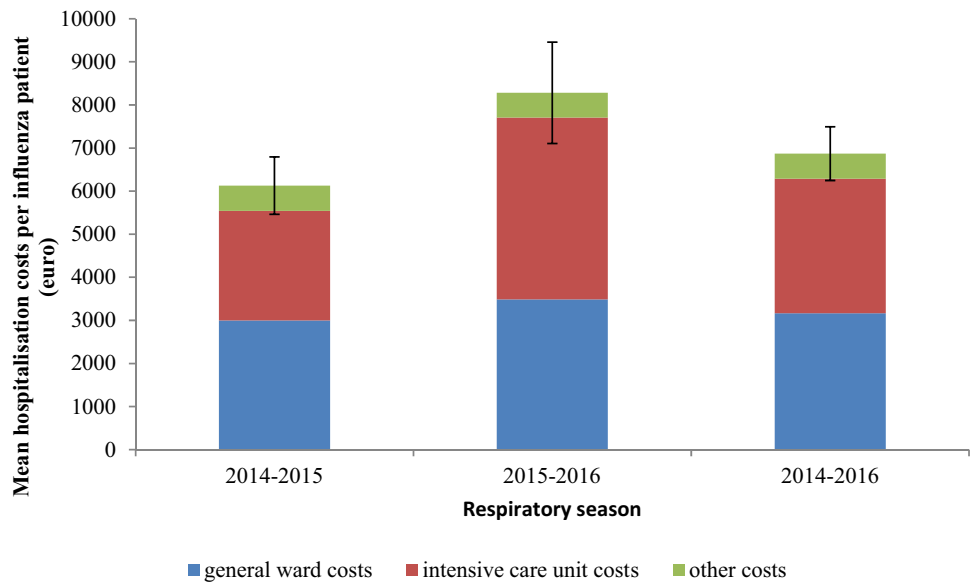 Mean hospitalisation costs per influenza patient
(euro)
10000
9000
8000
7000
6000
5000
4000
3000
2000
1000
0
2014-2015 2015-2016 2014-2016
Respiratory season
general ward costs intensive care unit costs other costs